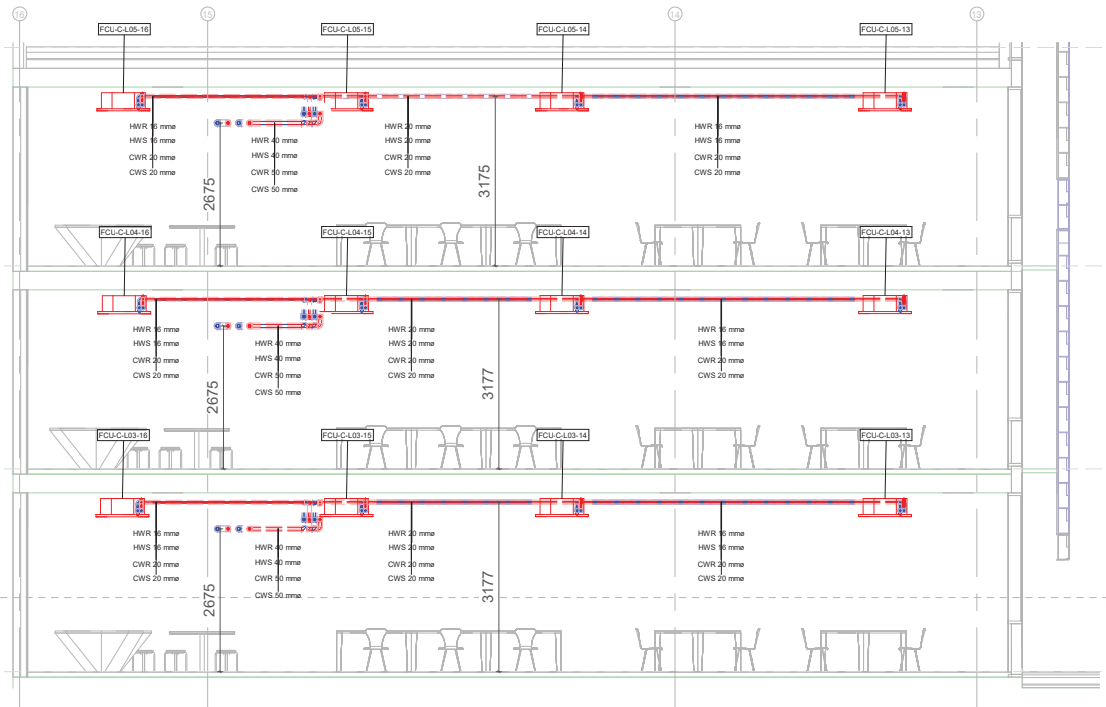 16
15
14
13
FCU-C-L05-16
FCU-C-L05-15
FCU-C-L05-14
FCU-C-L05-13
HWR 16 mmø
HWS 16 mmø
CWR 20 mmø
CWS 20 mmø
HWR 40 mmø
HWS 40 mmø
CWR 50 mmø
CWS 50 mmø
HWR 20 mmø
HWS 20 mmø
CWR 20 mmø
CWS 20 mmø
HWR 16 mmø
HWS 16 mmø
CWR 20 mmø
CWS 20 mmø
2675
3175
FCU-C-L04-16
FCU-C-L04-15
FCU-C-L04-14
FCU-C-L04-13
HWR 16 mmø
HWS 16 mmø
CWR 20 mmø
CWS 20 mmø
HWR 40 mmø
HWS 40 mmø
CWR 50 mmø
CWS 50 mmø
HWR 20 mmø
HWS 20 mmø
CWR 20 mmø
CWS 20 mmø
HWR 16 mmø
HWS 16 mmø
CWR 20 mmø
CWS 20 mmø
2675
3177
FCU-C-L03-16
FCU-C-L03-15
FCU-C-L03-14
FCU-C-L03-13
HWR 16 mmø
HWS 16 mmø
CWR 20 mmø
CWS 20 mmø
HWR 40 mmø
HWS 40 mmø
CWR 50 mmø
CWS 50 mmø
HWR 20 mmø
HWS 20 mmø
CWR 20 mmø
CWS 20 mmø
HWR 16 mmø
HWS 16 mmø
CWR 20 mmø
CWS 20 mmø
2675
3177